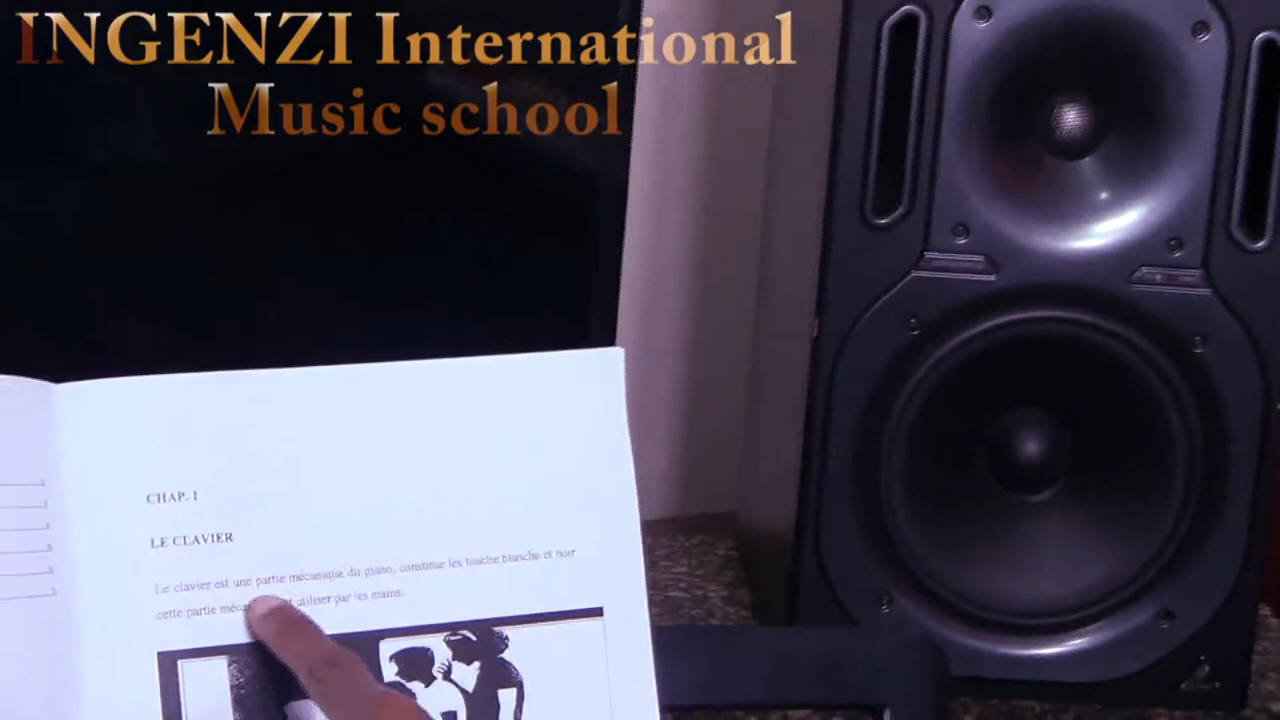 INGENZI International
Music school
CHAP. 1
LE CLAVIER
Le clavier est une partie mécanique du piano, constitue les touche blanche et noir
cette partie utiliser par les mains.